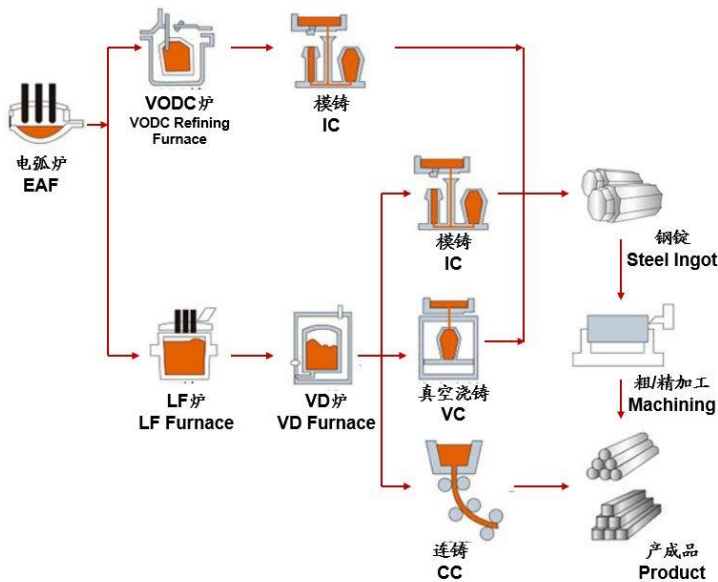 VODC炉
VODC Refining
Furnace
模铸
IC
电弧炉
EAF
模铸
IC
钢锭
Steel Ingot
LF炉
LF Furnace
VD炉
VD Furnace
真空浇铸
VC
粗/精加工
Machining
连铸
CC
产成品
Product